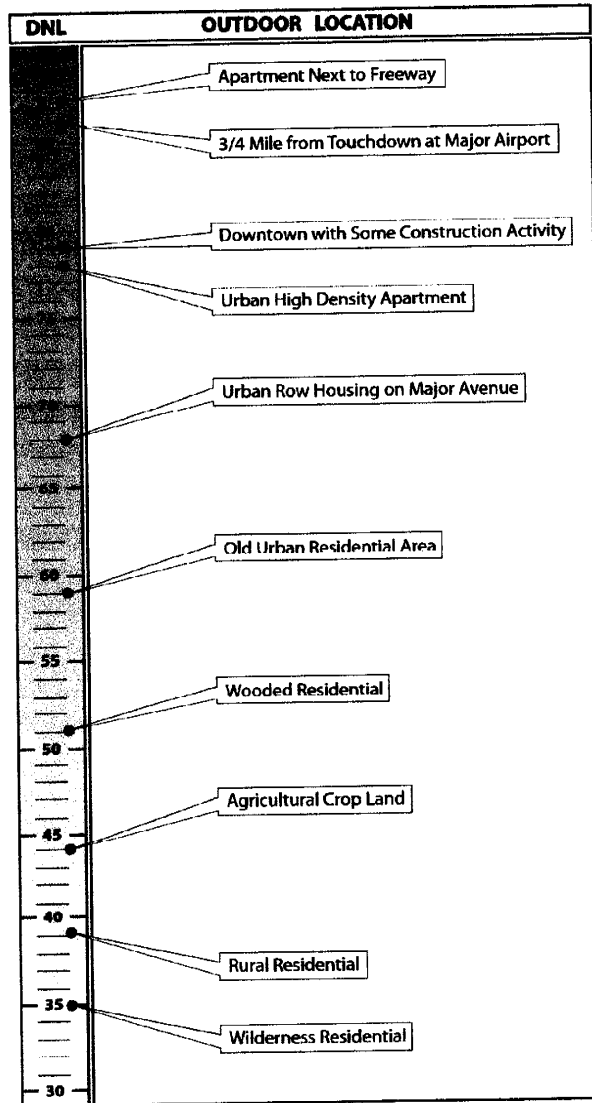 DNL OUTDOOR LOCATION
Apartment Next to Freeway
3/4 Mile from Touchdown at Major Airport
Downtown with Some Construction Activity
Urban High Density Apartment
Urban Row Housing on Major Avenue
70
65
Old Urban Residential Area
60
55
Wooded Residential
50
Agricultural Crop Land
45
40
Rural Residential
35
Wilderness Residential
30